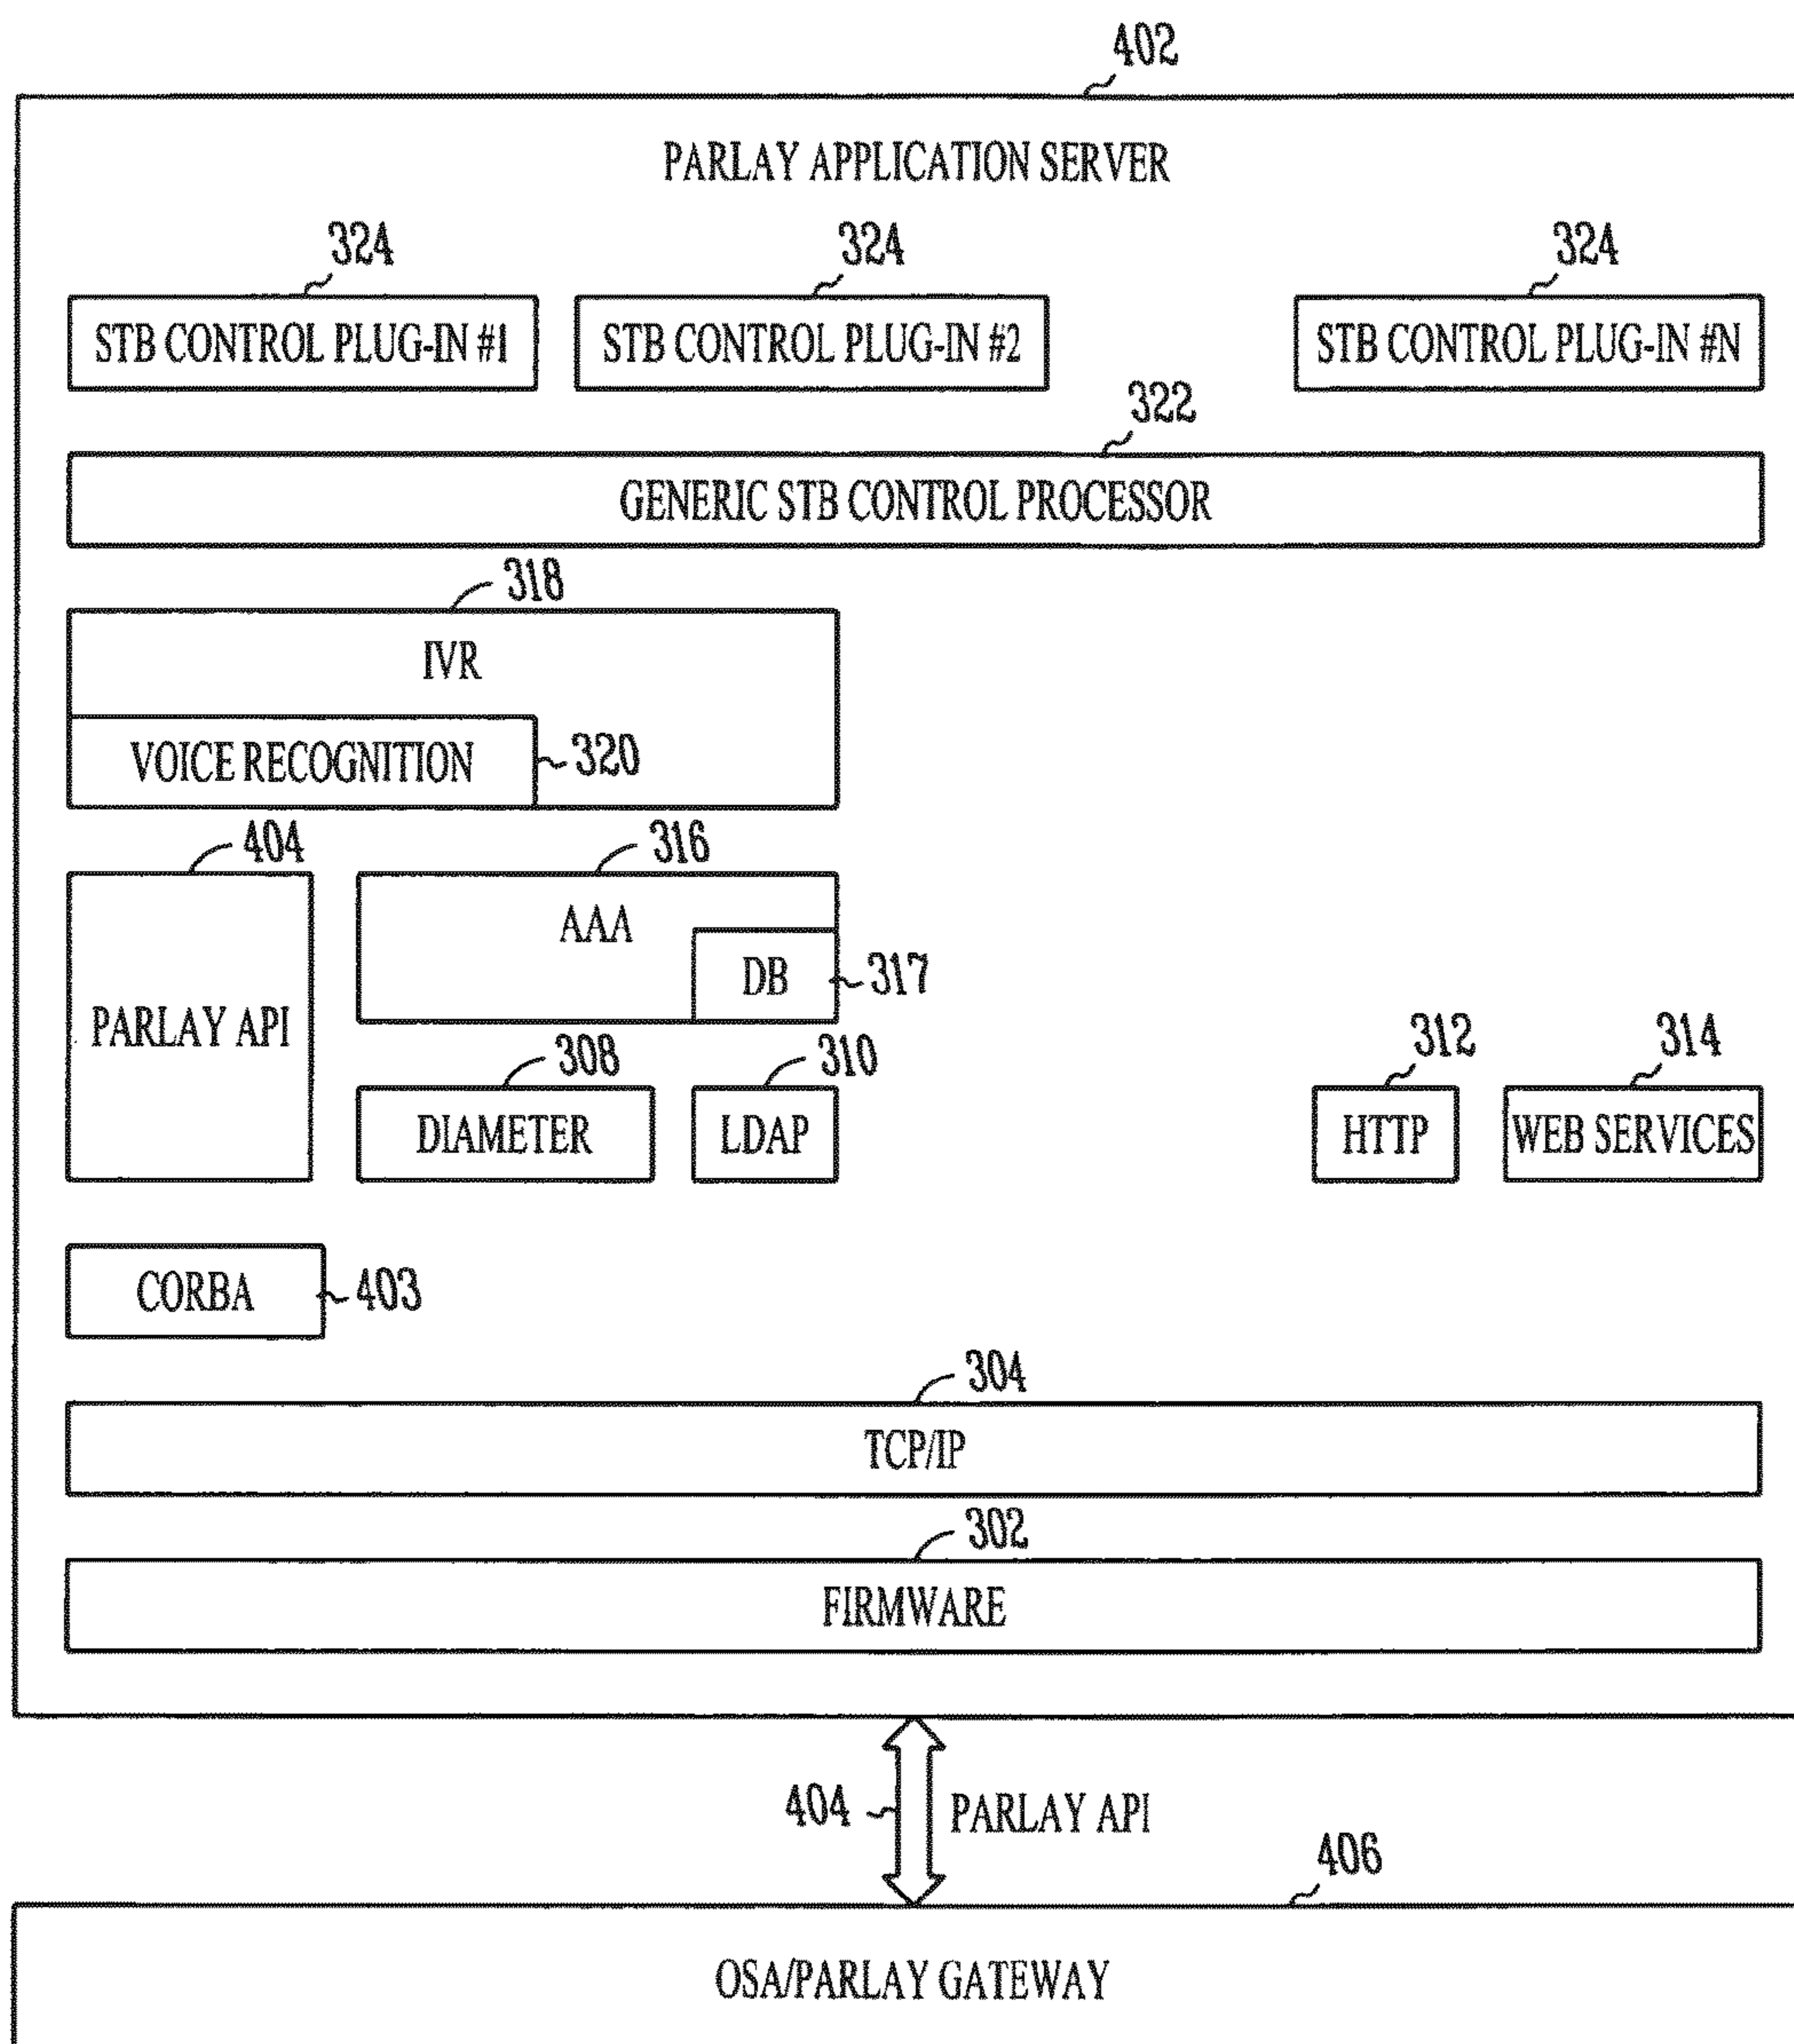 402
PARLAY APPLICATION SERVER
324 324 324
STB CONTROL PLUG-IN #1 STB CONTROL PLUG-IN #2 STB CONTROL PLUG-IN #N
322
GENERIC STB CONTROL PROCESSOR
318
IVR
VOICE RECOGNITION 320
404 316
AAA
DB 317
PARLAY API
308 310 312 314
DIAMETER LDAP HTTP WEB SERVICES
CORBA 403
304
TCP/IP
302
FIRMWARE
404 PARLAY API
406
OSA/PARLAY GATEWAY